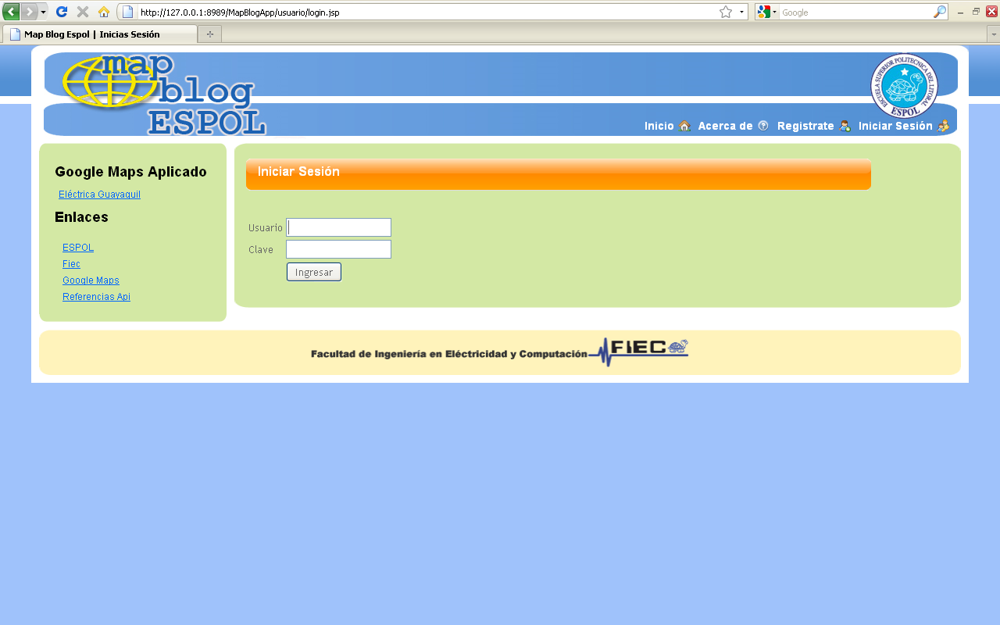 http://127.0.0.1:8989/MapBlogApp/usuario/login.jsp
Google
Map Blog Espol | Inicias Sesión
map
blog
ESPOL
ESCUELA SUPERIOR POLITECNICA DEL LITORAL
ESPOL
Inicio Acerca de Registrate Iniciar Sesión
Google Maps Aplicado
Eléctrica Guayaquil
Enlaces
ESPOL
Fiec
Google Maps
Referencias Api
Iniciar Sesión
Usuario
Clave
Ingresar
Facultad de Ingeniería en Eléctricidad y Computación FIEC